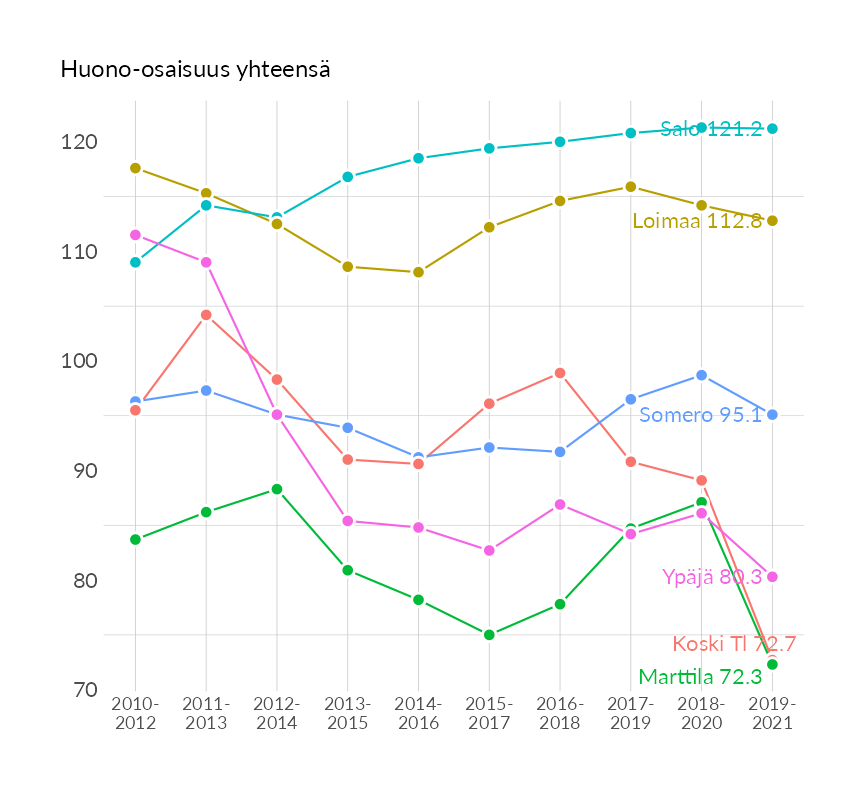 Huono-osaisuus yhteensä
120
110
100
90
80
70
Salo 121.2
Loimaa 112.8
Somero 95.1
Ypäjä 80.3
Koski Tl 72.7
Marttila 72.3
2010- 2011- 2012- 2013- 2014- 2015- 2016- 2017- 2018- 2019-
2012 2013 2014 2015 2016 2017 2018 2019 2020 2021